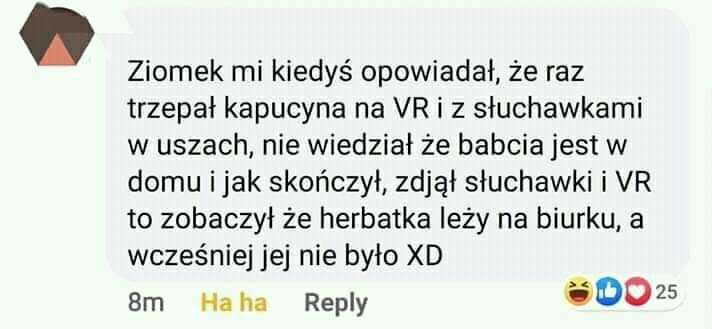 Ziomek mi kiedyś opowiadał, że raz
trzepał kapucyna na VR i z słuchawkami
w uszach, nie wiedział że babcia jest w
domu i jak skończył, zdjął słuchawki i VR
to zobaczył że herbatka leży na biurku, a
wcześniej jej nie było XD
8m Ha ha Reply 25